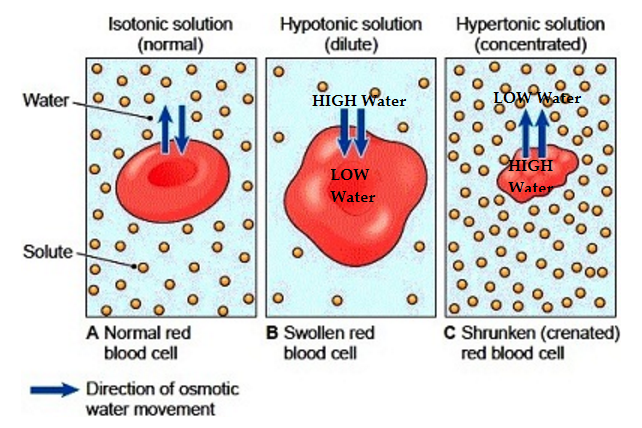 Isotonic solution
(normal)
Hypotonic solution
(dilute)
Hypertonic solution
(concentrated)
Water
HIGH Water
LOW Water
LOW
Water
HIGH
Water
Solute
A Normal red
blood cell
B Swollen red
blood cell
C Shrunken (crenated)
red blood cell
Direction of osmotic
water movement